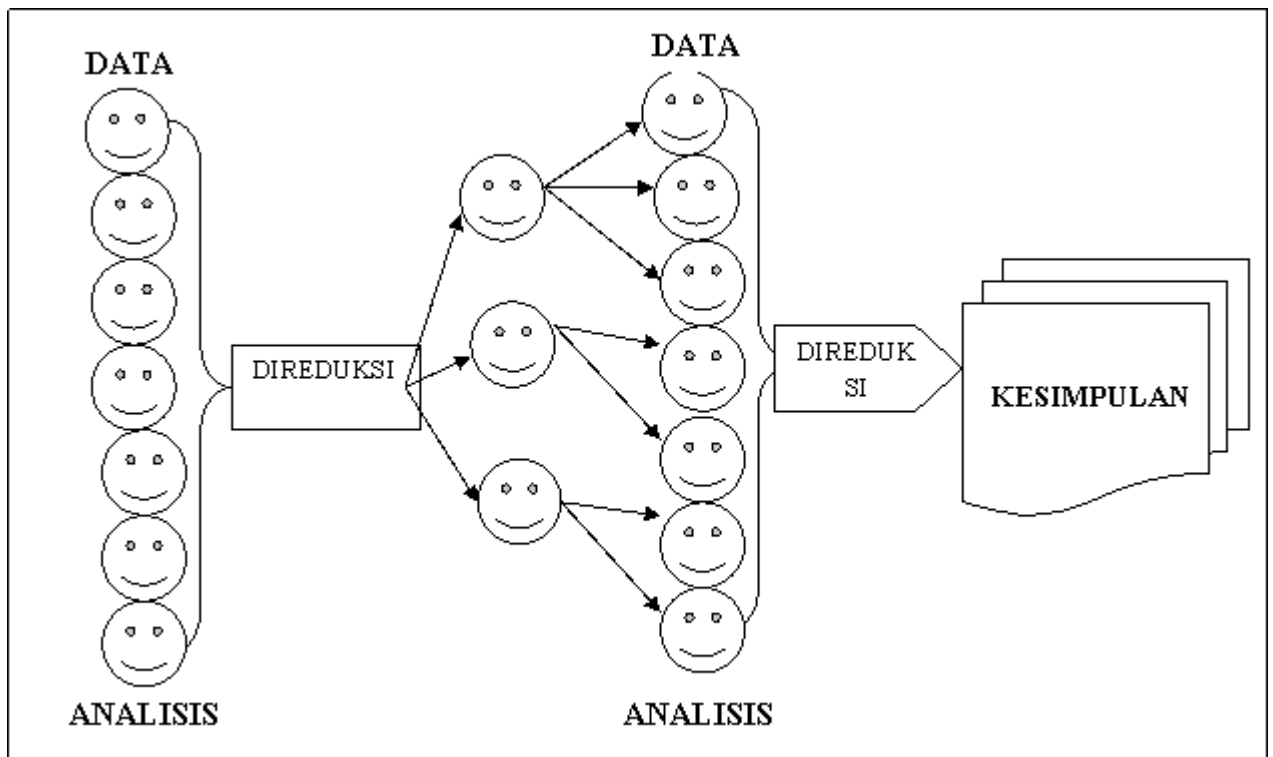 DATA
DATA
DIREDUKSI
DIREDUK
SI
KESIMPULAN
ANALISIS
ANALISIS